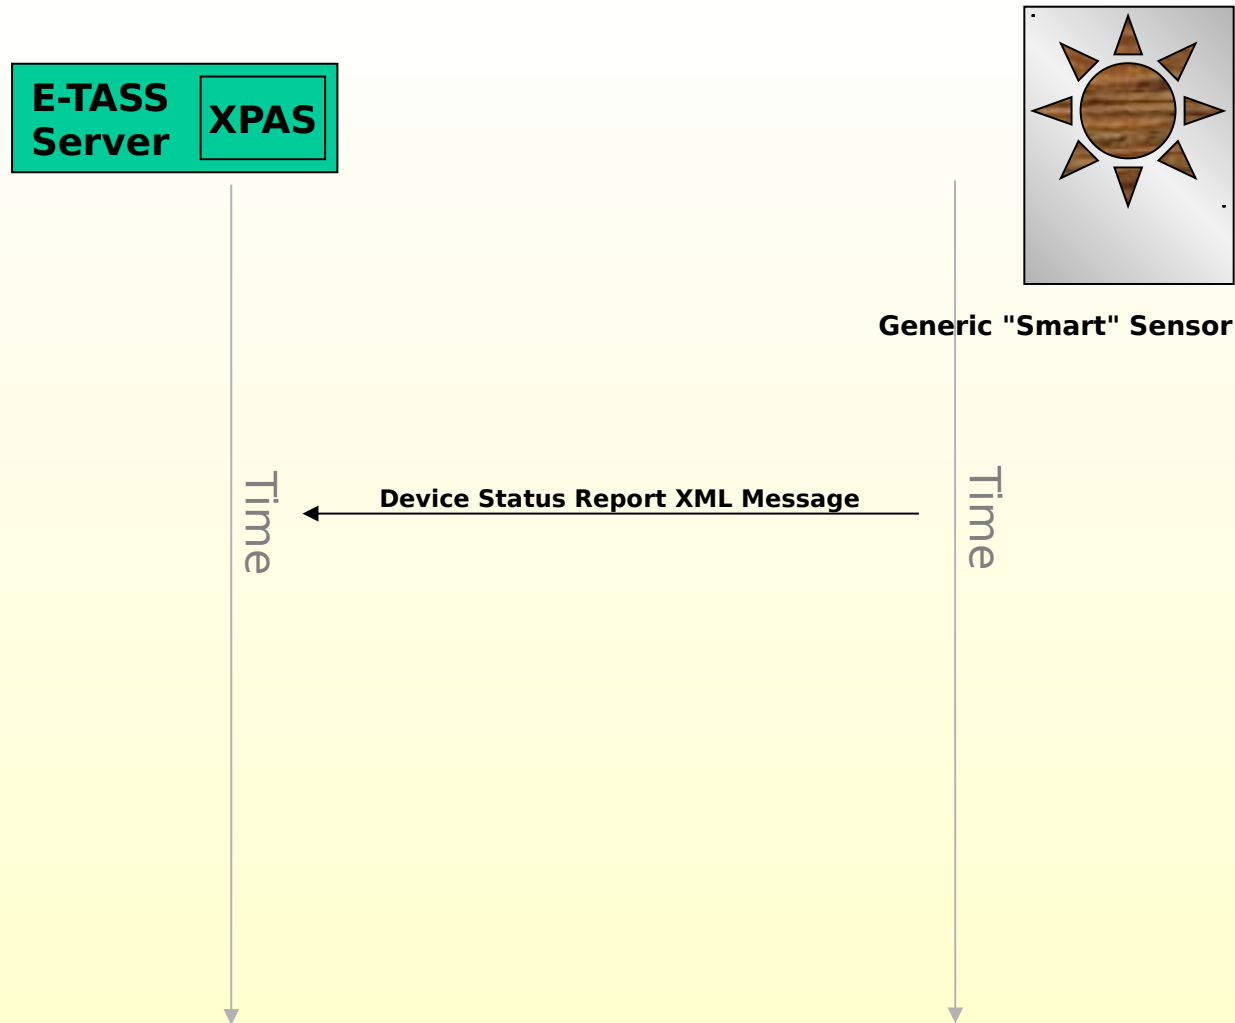 E-TASS
Server
XPAS
Generic "Smart" Sensor
Time
Device Status Report XML Message
Time